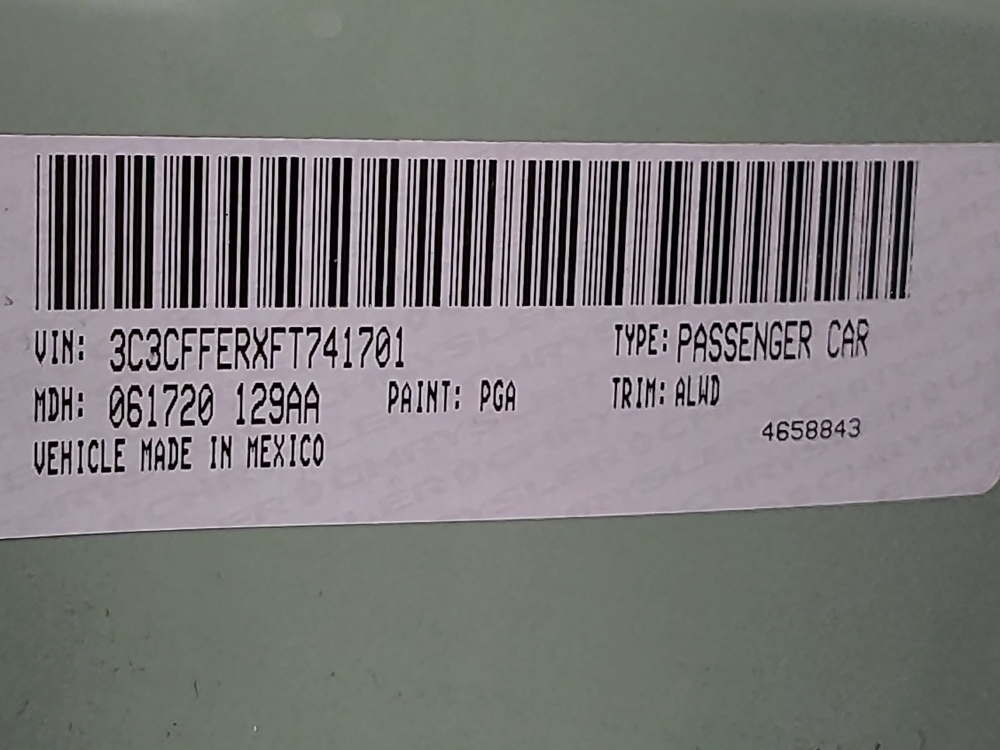 VIN: 3C3CFFERXFT741701 TYPE: PASSENGER CAR
MDH: 061720 129AA PAINT: PGA TRIM: ALWD
4658843
VEHICLE MADE IN MEXICO